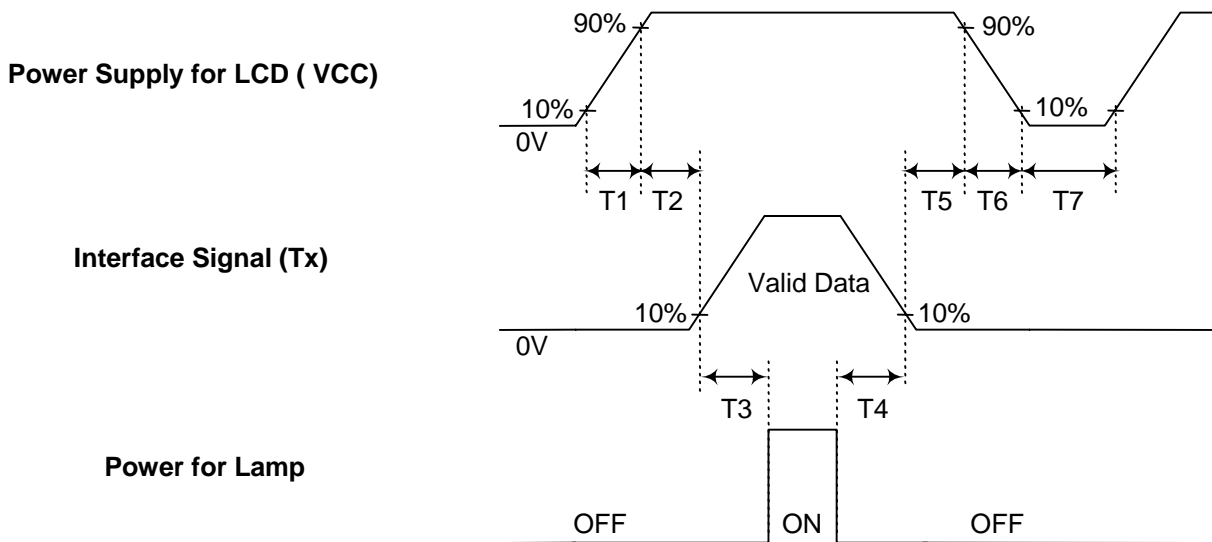 90%
90%
Power Supply for LCD ( VCC)
10%
10%
0V
T1
T2
T5
T6
T7
Interface Signal (Tx)
Valid Data
10%
10%
0V
T3
T4
Power for Lamp
OFF
ON
OFF